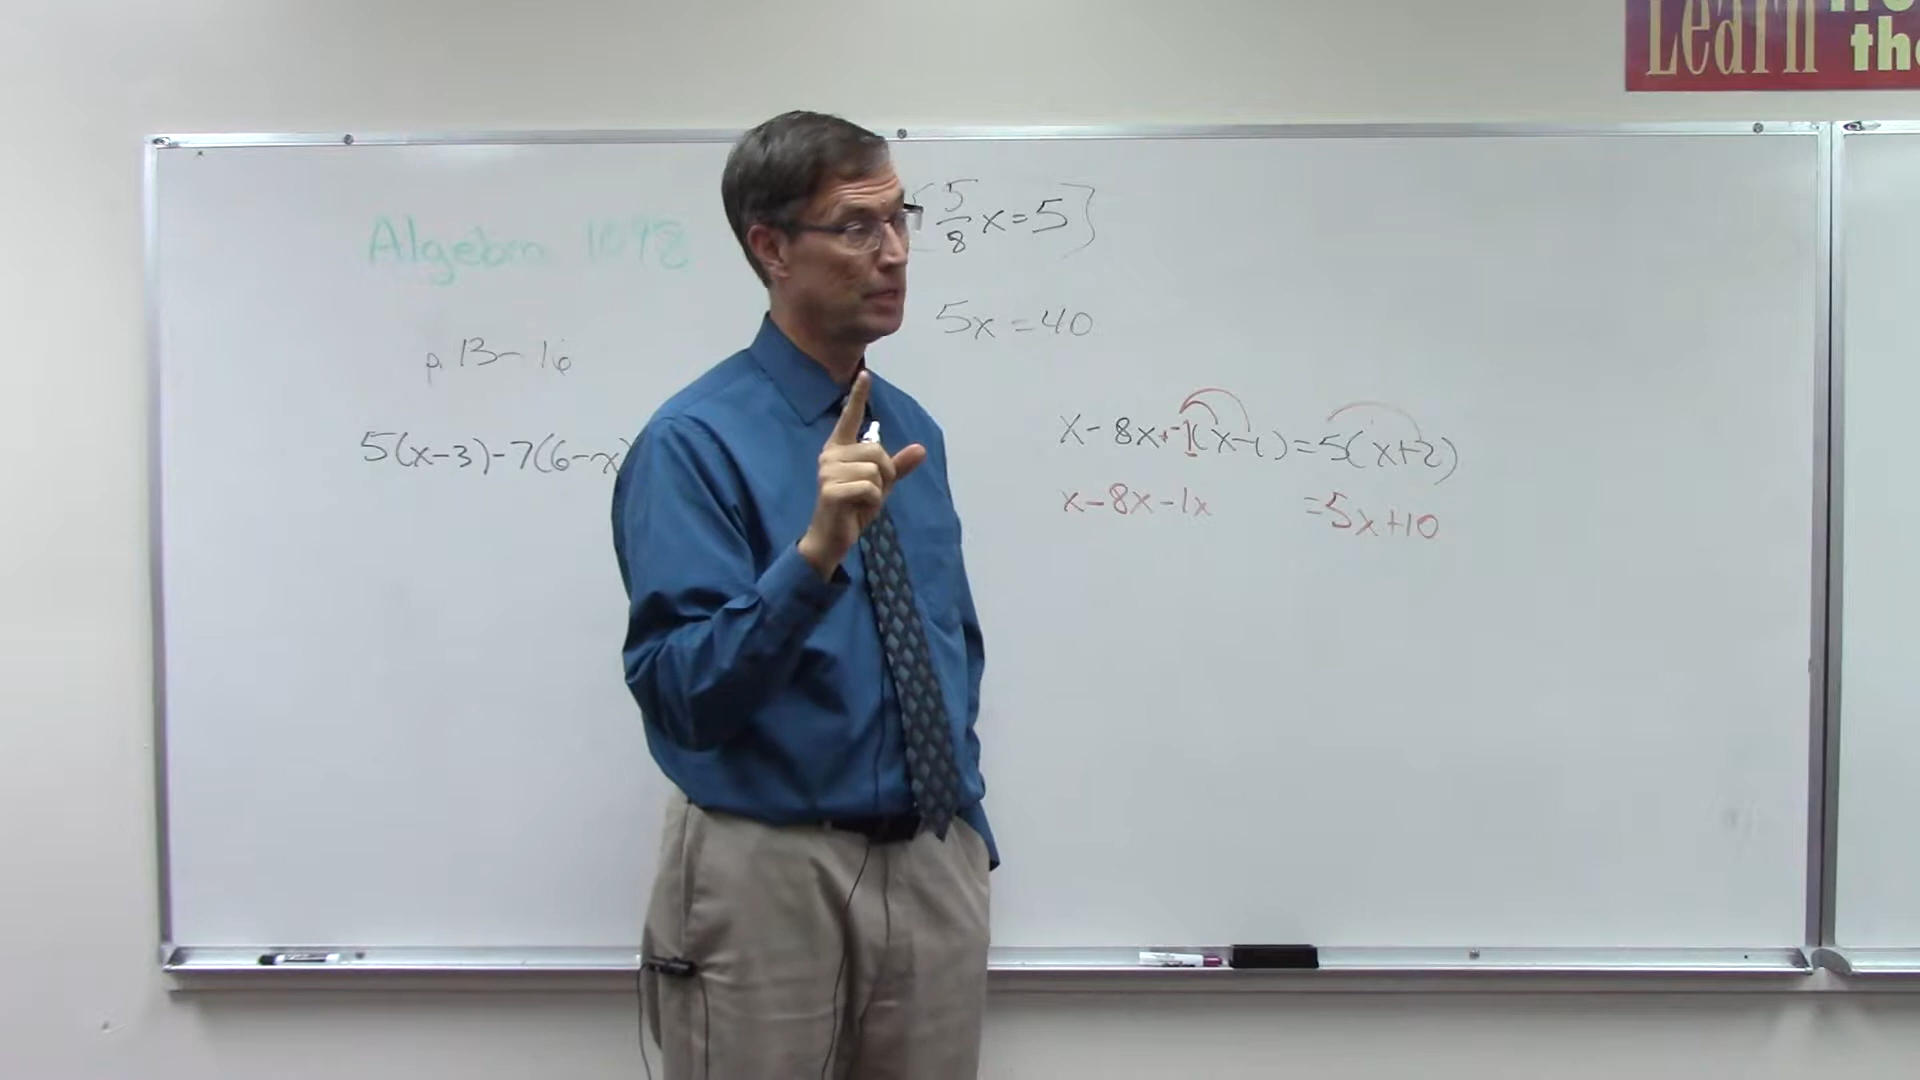 Learn
the
Algebra 1098
p. 13-16
5(x-3)-7(6-x)
5/8 x=5}
5x=40
x-8x+-1(x-1)=5(x+2)
x-8x-1x =5x+10